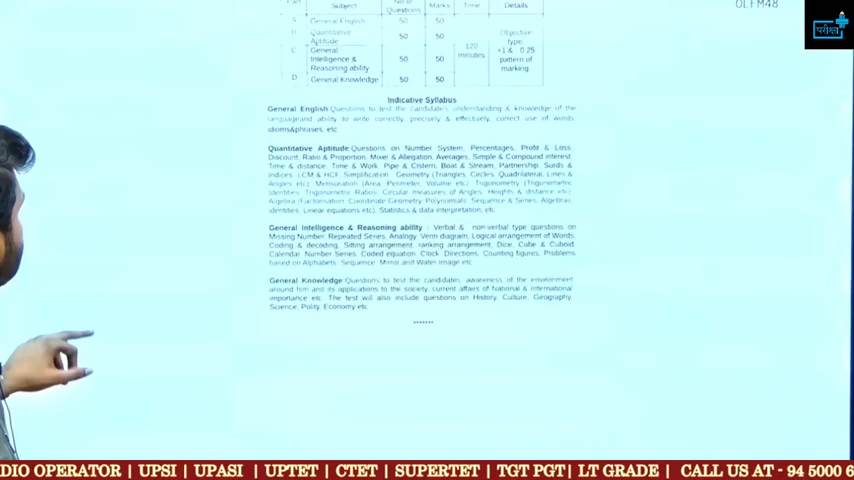 OLEM48
परीक्षा
Part Subject No of Questions Marks Time Details
A General English 50 50
B Quantitative Aptitude 50 50
C General Intelligence & Reasoning ability 50 50
D General Knowledge 50 50
120 minutes
Objective type, +1 & 0 25 pattern of marking
Indicative Syllabus
General English Questions to test the candidates understanding & knowledge of the
languageand ability to write correctly, precisely & effectively, correct use of words,
idioms&phrases, etc
Quantitative Aptitude Questions on Number System, Percentages, Profit & Loss
Discount, Ratio & Proportion, Mixer & Allegation, Averages, Simple & Compound interest
Time & distance, Time & Work, Pipe & Cistern, Boat & Stream, Partnership, Surds &
Indices LCM & HCF Simplification Geometry (Triangles, Circles, Quadrilateral, Lines &
Angles etc) Mensuration (Area, Perimeter, Volume etc) Trigonometry (Trigonometric
Identities, Trigonometric Ratios, Circular measures of Angles, Heights & distance etc)
Algebra (Factorisation, Coordinate Geometry, Polynomials, Sequence & Series, Algebraic
identities, Linear equations etc), Statistics & data interpretation, etc
General Intelligence & Reasoning ability : Verbal & non-verbal type questions on
Missing Number, Repeated Series, Analogy, Venn diagram, Logical arrangement of Words,
Coding & decoding, Sitting arrangement, ranking arrangement, Dice, Cube & Cuboid,
Calendar, Number Series, Coded equation, Clock, Directions, Counting figures, Problems
based on Alphabets, Sequence, Mirror and Water Image etc
General Knowledge Questions to test the candidates, awareness of the environment
around him and its applications to the society, current affairs of National & International
importance etc. The test will also include questions on History, Culture, Geography,
Science, Polity, Economy etc
*******
DIO OPERATOR | UPSI | UPASI | UPTET | CTET | SUPERTET | TGT PGT| LT GRADE | CALL US AT - 94 5000 6